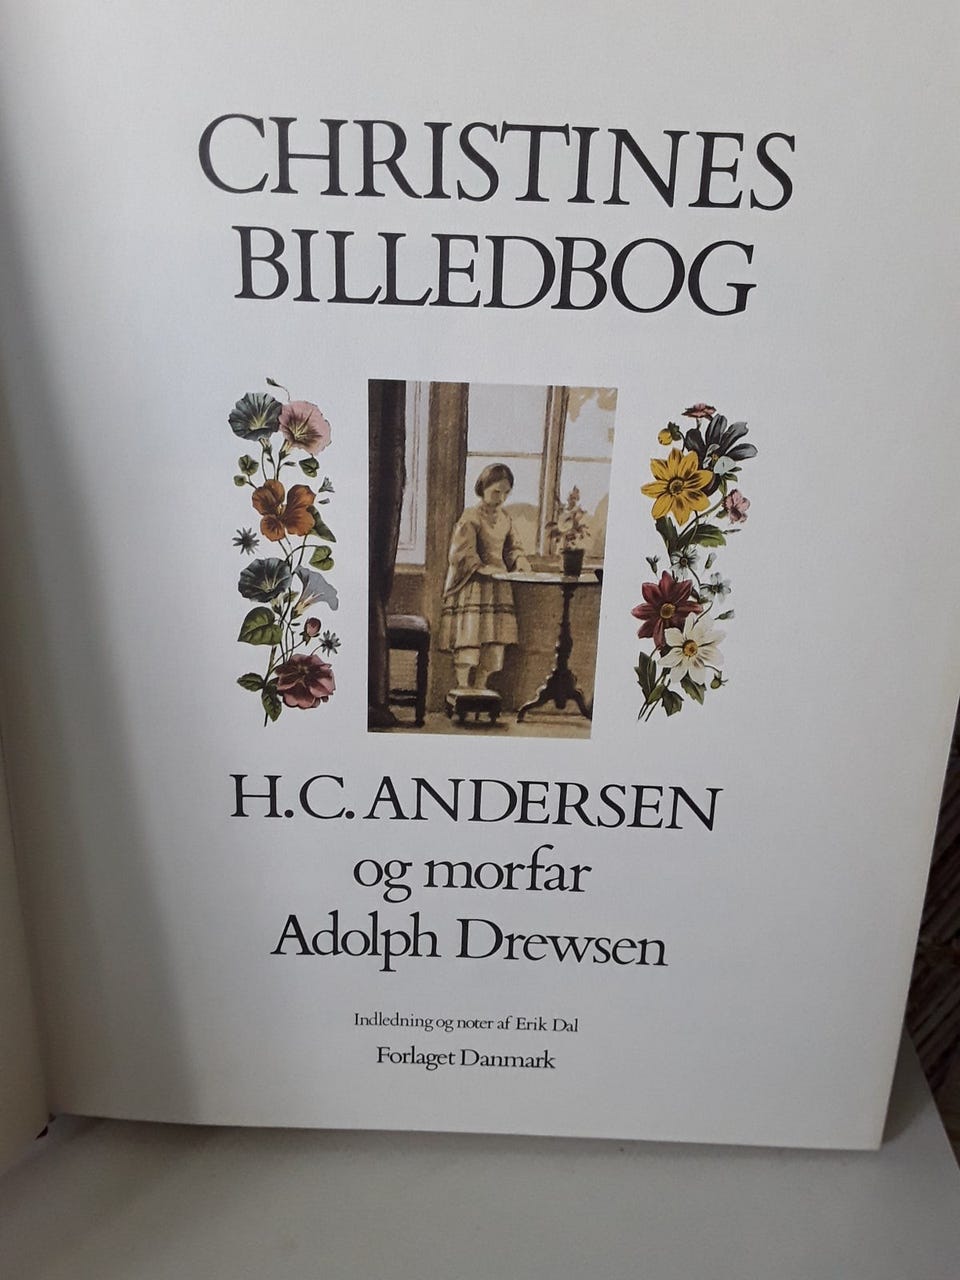 CHRISTINES
BILLEDBOG
H.C. ANDERSEN
og morfar
Adolph Drewsen
Indledning og noter af Erik Dal
Forlaget Danmark